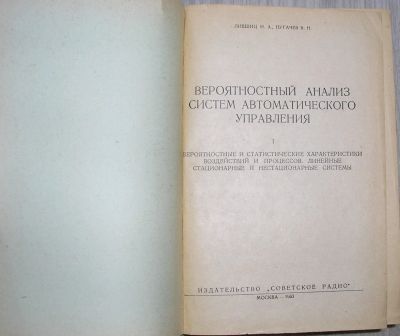 ЛИВШИЦ Н. А., ПУГАЧЕВ В. Н.
ВЕРОЯТНОСТНЫЙ АНАЛИЗ
СИСТЕМ АВТОМАТИЧЕСКОГО
УПРАВЛЕНИЯ
I
ВЕРОЯТНОСТНЫЕ И СТАТИСТИЧЕСКИЕ ХАРАКТЕРИСТИКИ
ВОЗДЕЙСТВИЙ И ПРОЦЕССОВ. ЛИНЕЙНЫЕ
СТАЦИОНАРНЫЕ И НЕСТАЦИОНАРНЫЕ СИСТЕМЫ
ИЗДАТЕЛЬСТВО „СОВЕТСКОЕ РАДИО"
МОСКВА — 1963